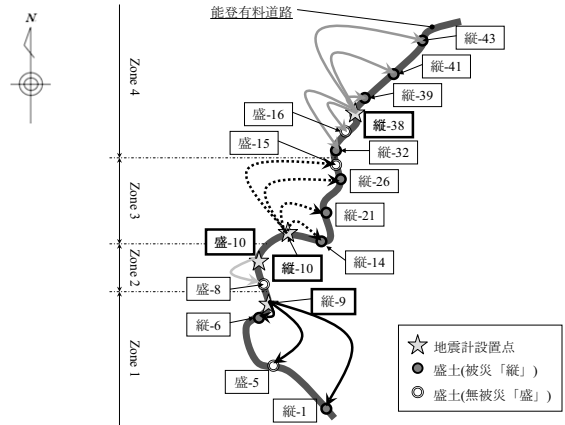 N
能登有料道路
縦-43
縦-41
Zone 4
縦-39
盛-16
縦-38
盛-15
縦-32
縦-26
Zone 3
縦-21
盛-10
縦-10
縦-14
Zone 2
盛-8
縦-9
縦-6
地震計設置点
盛土(被災「縦」)
盛土(無被災「盛」)
Zone 1
盛-5
縦-1